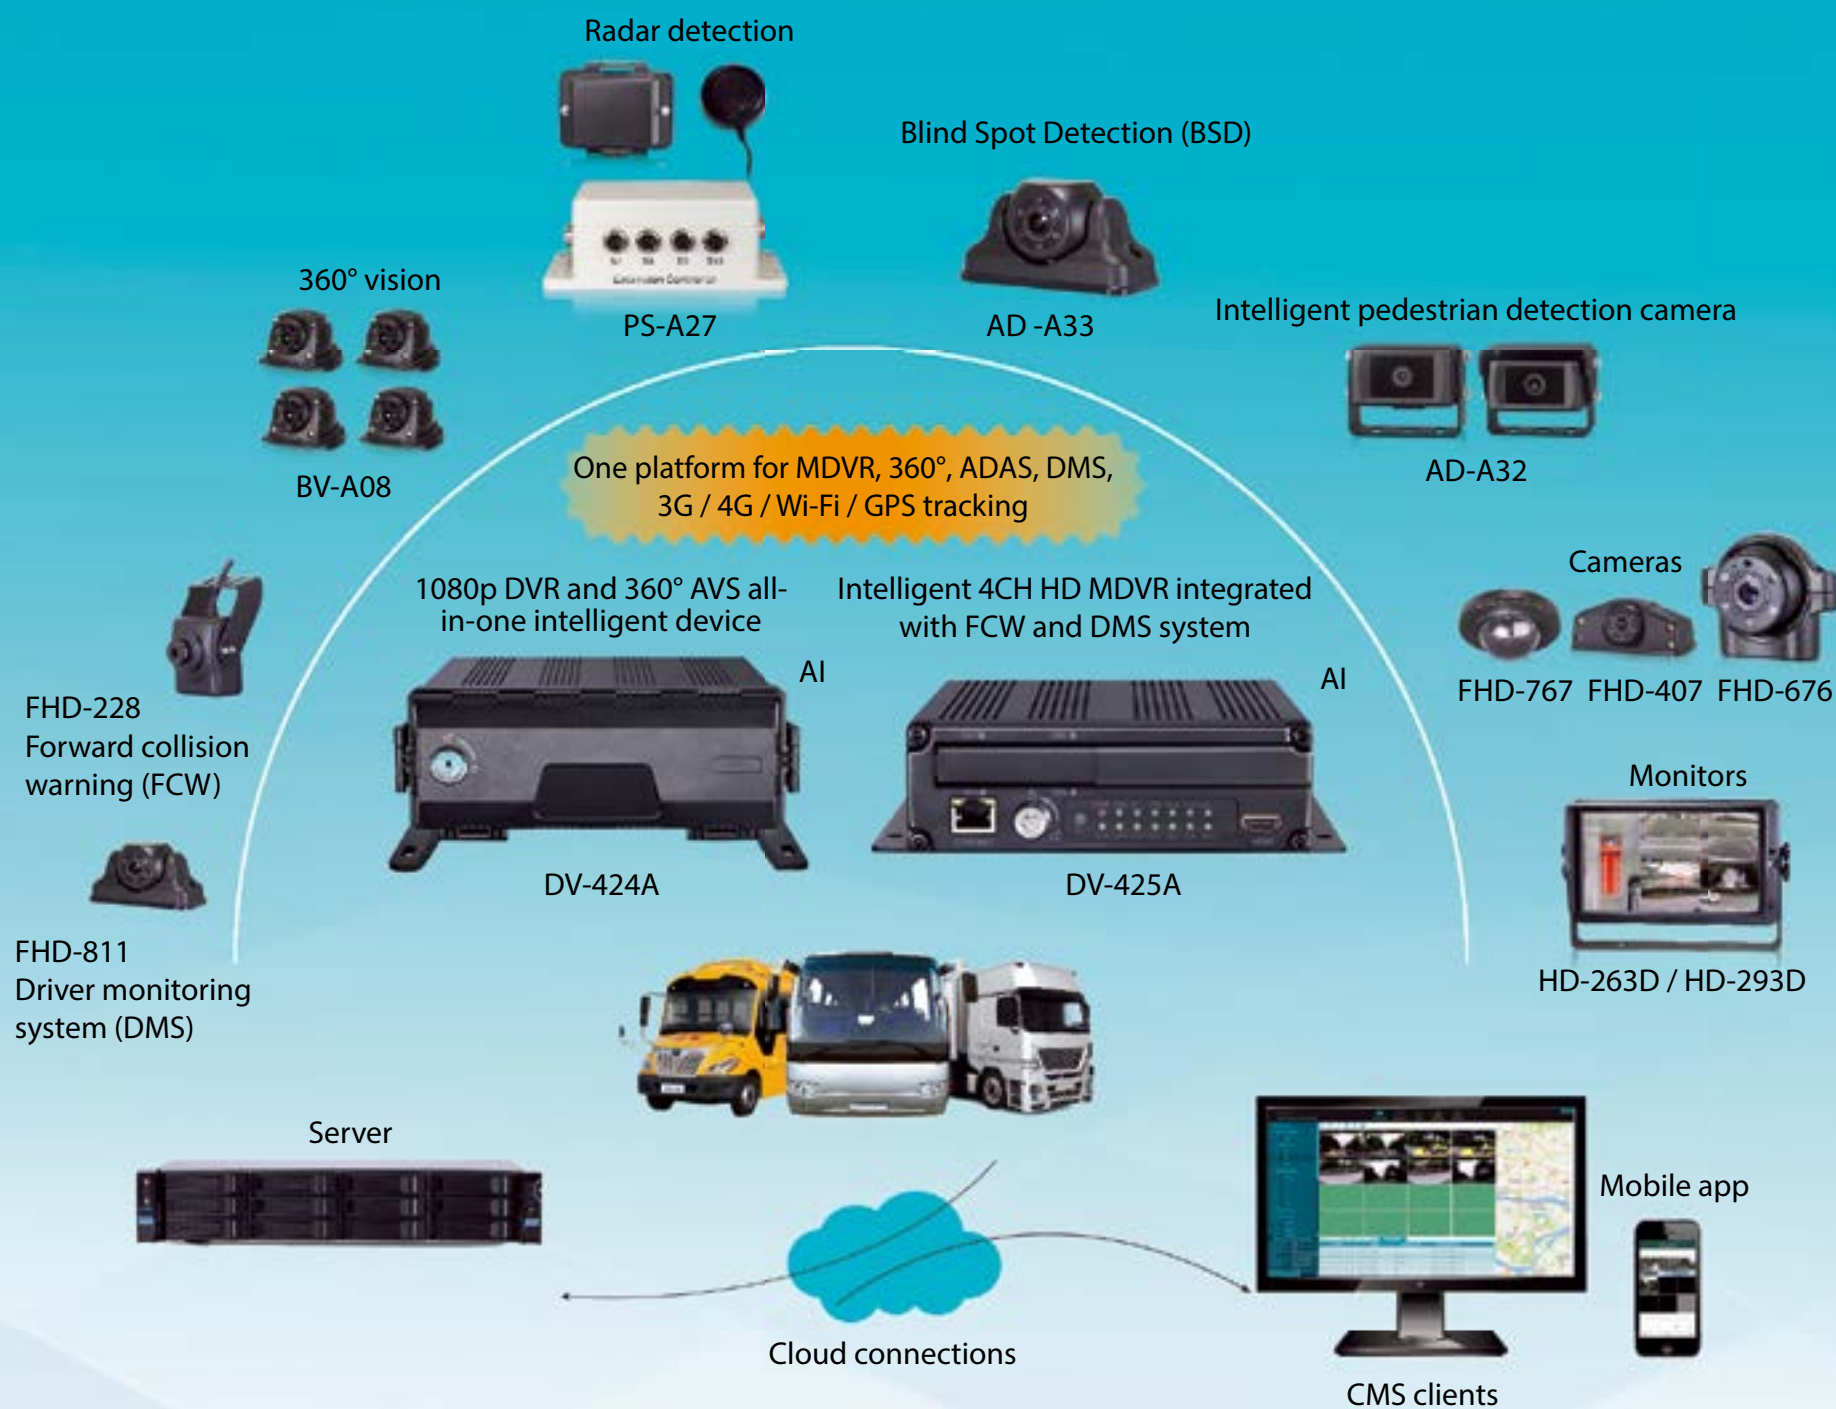 Radar detection
PS-A27
Blind Spot Detection (BSD)
AD -A33
360° vision
BV-A08
Intelligent pedestrian detection camera
AD-A32
One platform for MDVR, 360°, ADAS, DMS,
3G / 4G / Wi-Fi / GPS tracking
1080p DVR and 360° AVS all-
in-one intelligent device
AI
DV-424A
Intelligent 4CH HD MDVR integrated
with FCW and DMS system
AI
DV-425A
Cameras
FHD-767 FHD-407 FHD-676
FHD-228
Forward collision
warning (FCW)
Monitors
HD-263D / HD-293D
FHD-811
Driver monitoring
system (DMS)
Server
Cloud connections
Mobile app
CMS clients